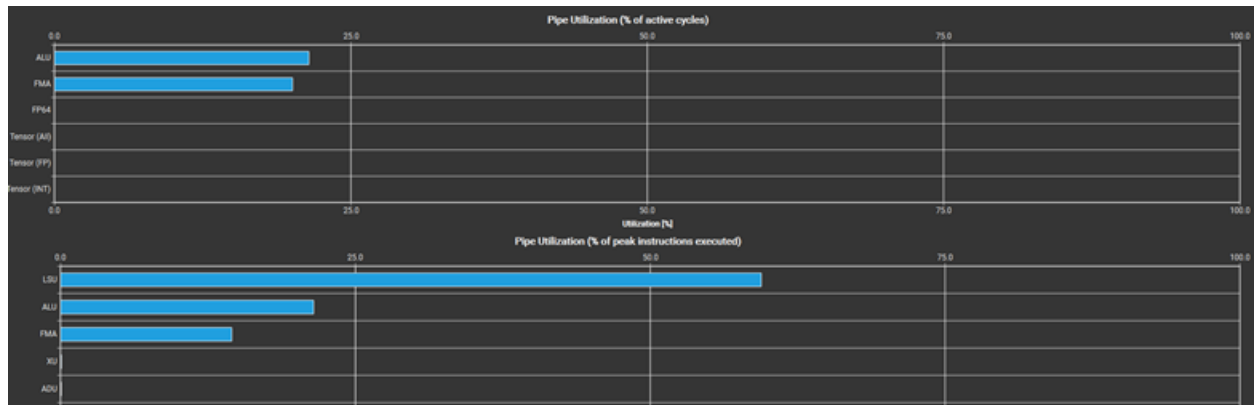 Pipe Utilization (% of active cycles)
0.0 25.0 50.0 75.0 100.0
ALU
FMA
FP64
Tensor (All)
Tensor (FP)
Tensor (INT)
0.0 25.0 50.0 75.0 100.0
Utilization [%]
Pipe Utilization (% of peak instructions executed)
0.0 25.0 50.0 75.0 100.0
LSU
ALU
FMA
XU
ADU